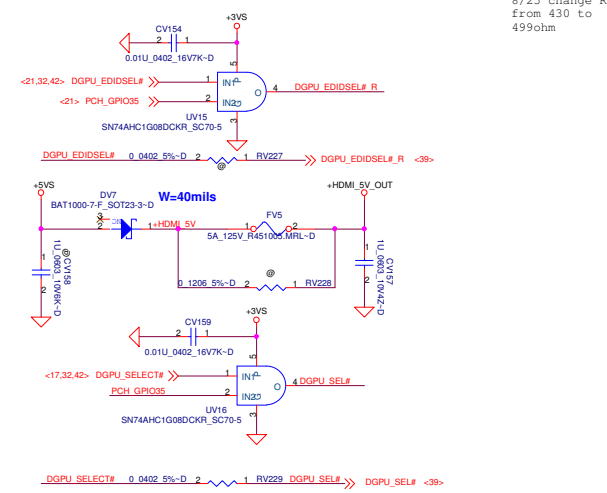 8/25 change R
from 430 to
499ohm
+3VS
CV154
2 1
0.01U_0402_16V7K~D
5
<21,32,42> DGPU_EDIDSEL# 1 IN1 P
O 4 DGPU_EDIDSEL#_R
<21> PCH_GPIO35 2 IN2 G
3
UV15
SN74AHC1G08DCKR_SC70-5
DGPU_EDIDSEL# 0_0402_5%~D 2 1 RV227 DGPU_EDIDSEL#_R <39>
@
+5VS
+HDMI_5V_OUT
DV7
W=40mils
BAT1000-7-F_SOT23-3~D
FV5
3
2 NC 1 +HDMI_5V 1 2
5A_125V_R451005.MRL~D
@CV158
1U_0603_10V6K~D
1
2
0_1206_5%~D 2 1 RV228
@
CV157
1U_0603_10V4Z~D
1
2
+3VS
CV159
2 1
0.01U_0402_16V7K~D
5
<17,32,42> DGPU_SELECT# 1 IN1 P
O 4 DGPU_SEL#
PCH_GPIO35 2 IN2 G
3
UV16
SN74AHC1G08DCKR_SC70-5
DGPU_SELECT# 0_0402_5%~D 2 1 RV229 DGPU_SEL# DGPU_SEL# <39>